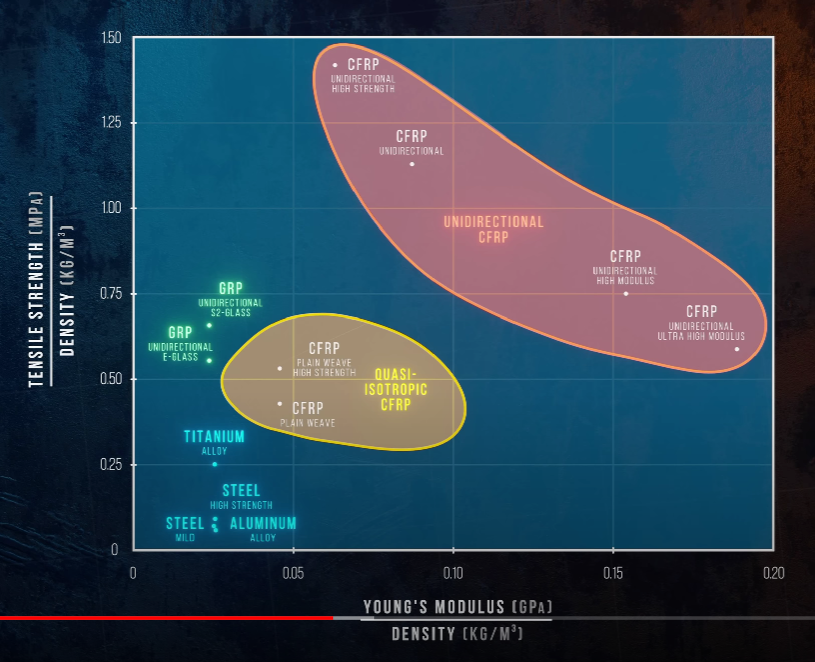 1.50
1.25
1.00
0.75
0.50
0.25
0
TENSILE STRENGTH (MPA)
DENSITY (KG/M³)
CFRP
UNIDIRECTIONAL
HIGH STRENGTH
CFRP
UNIDIRECTIONAL
UNIDIRECTIONAL
CFRP
CFRP
UNIDIRECTIONAL
HIGH MODULUS
CFRP
UNIDIRECTIONAL
ULTRA HIGH MODULUS
GRP
UNIDIRECTIONAL
S2-GLASS
GRP
UNIDIRECTIONAL
E-GLASS
CFRP
PLAIN WEAVE
HIGH STRENGTH
QUASI-
ISOTROPIC
CFRP
CFRP
PLAIN WEAVE
TITANIUM
ALLOY
STEEL
HIGH STRENGTH
STEEL
MILD
ALUMINUM
ALLOY
0
0.05
0.10
0.15
0.20
YOUNG'S MODULUS (GPA)
DENSITY (KG/M³)